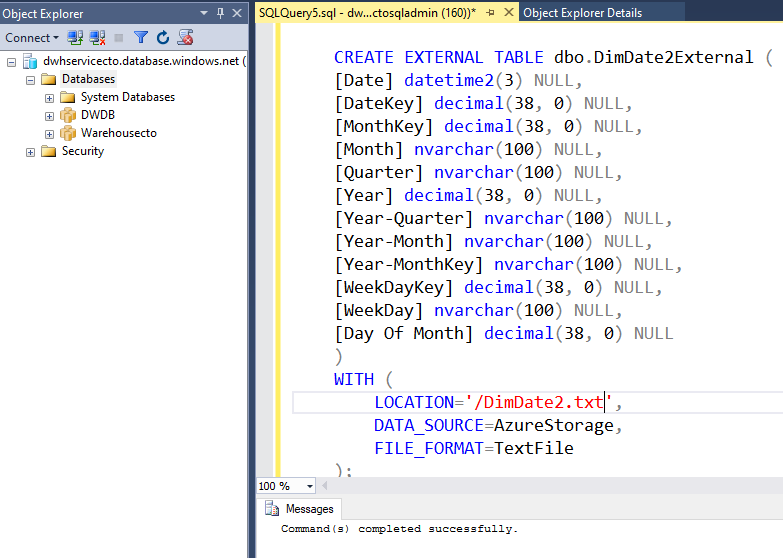 Object Explorer
Connect
dwhservicecto.database.windows.net (
Databases
System Databases
DWDB
Warehousecto
Security
SQLQuery5.sql - dw...ctosqladmin (160))*
Object Explorer Details
CREATE EXTERNAL TABLE dbo.DimDate2External (
[Date] datetime2(3) NULL,
[DateKey] decimal(38, 0) NULL,
[MonthKey] decimal(38, 0) NULL,
[Month] nvarchar(100) NULL,
[Quarter] nvarchar(100) NULL,
[Year] decimal(38, 0) NULL,
[Year-Quarter] nvarchar(100) NULL,
[Year-Month] nvarchar(100) NULL,
[Year-MonthKey] nvarchar(100) NULL,
[WeekDayKey] decimal(38, 0) NULL,
[WeekDay] nvarchar(100) NULL,
[Day Of Month] decimal(38, 0) NULL
)
WITH (
LOCATION='/DimDate2.txt',
DATA_SOURCE=AzureStorage,
FILE_FORMAT=TextFile
);
100 %
Messages
Command(s) completed successfully.